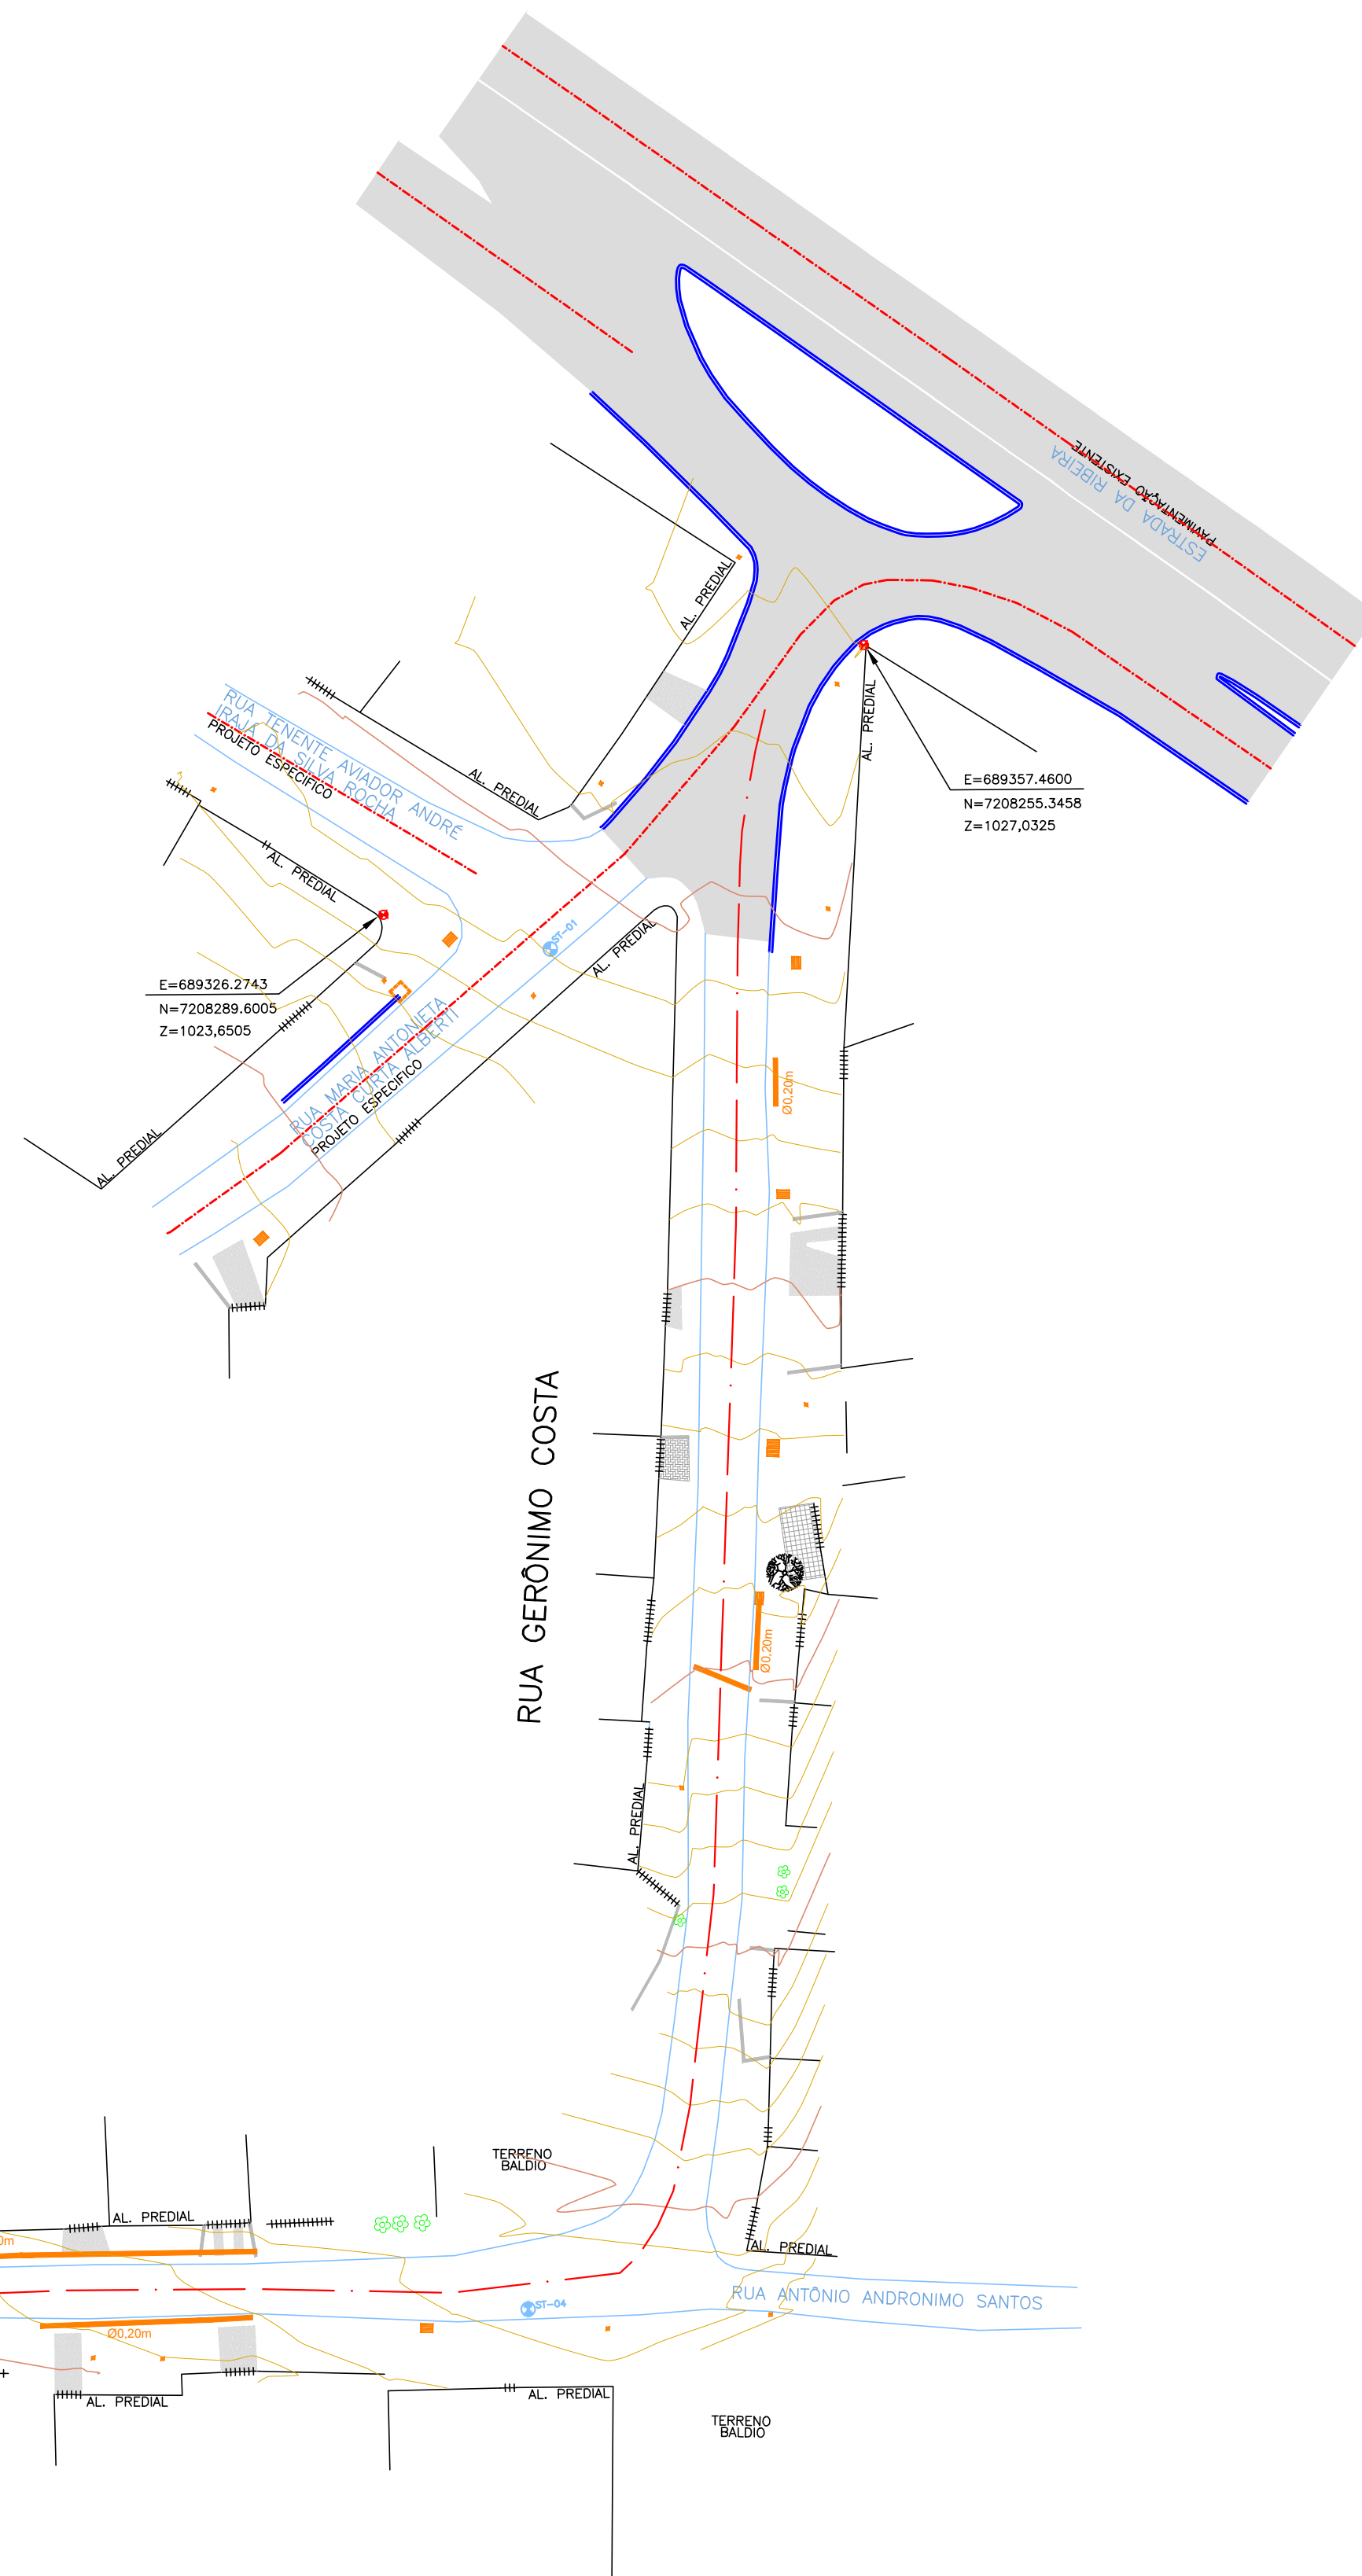 PAVIMENTAÇÃO EXISTENTE
ESTRADA DA RIBEIRA
AL. PREDIAL
AL. PREDIAL
RUA TENENTE AVIADOR ANDRÉ
IRAJÁ DA SILVA ROCHA
PROJETO ESPECÍFICO
AL. PREDIAL
E=689357.4600
N=7208255.3458
Z=1027,0325
AL. PREDIAL
ST-01
AL. PREDIAL
E=689326.2743
N=7208289.6005
Z=1023,6505
RUA MARIA ANTONIETA
COSTA CURTA ALBERTI
PROJETO ESPECÍFICO
Ø0,20m
AL. PREDIAL
RUA GERÔNIMO COSTA
Ø0,20m
AL. PREDIAL
TERRENO
BALDIO
AL. PREDIAL
0m
AL. PREDIAL
RUA ANTÔNIO ANDRONIMO SANTOS
ST-04
Ø0,20m
AL. PREDIAL
AL. PREDIAL
TERRENO
BALDIO